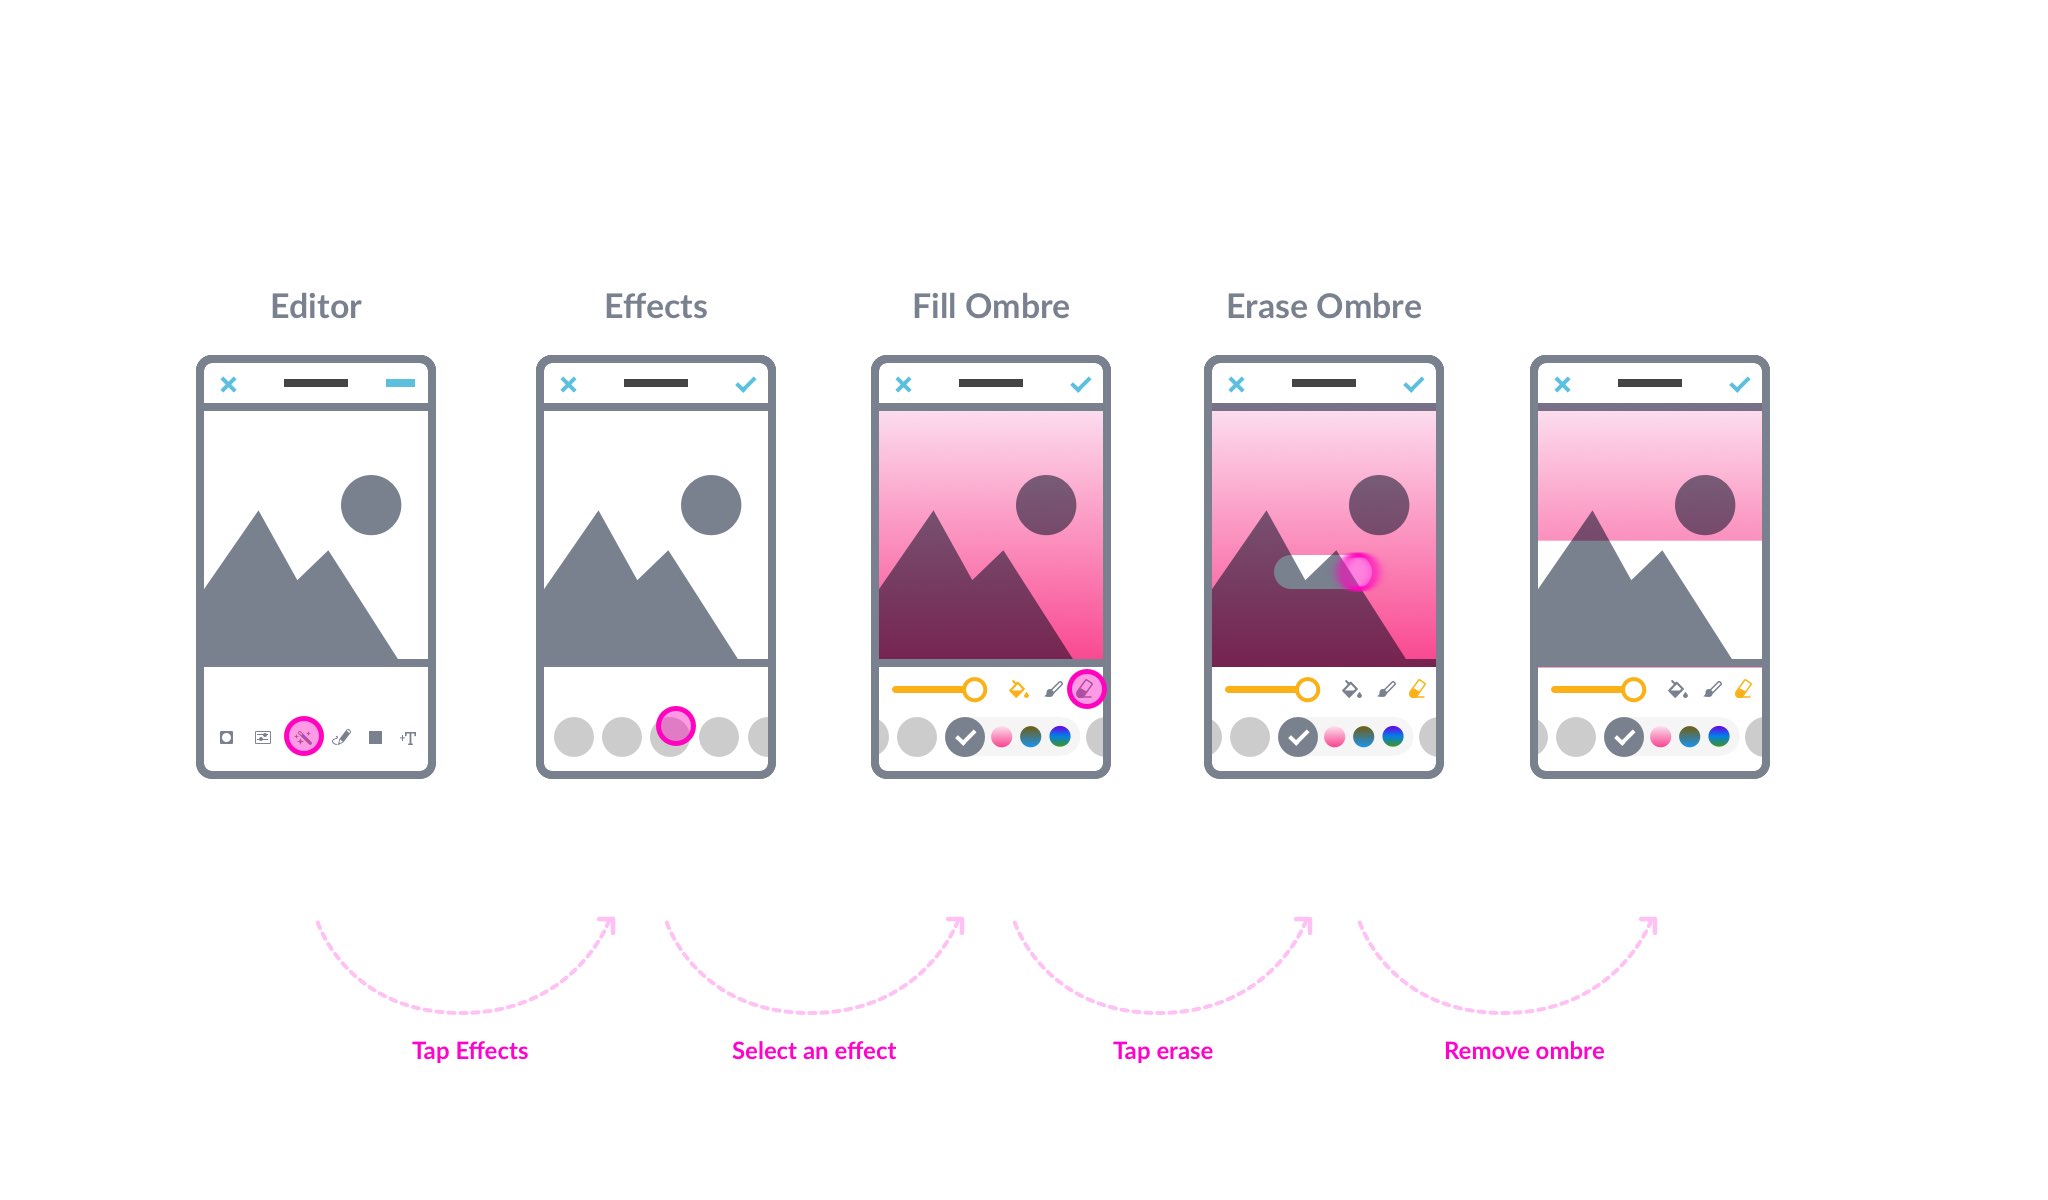 Editor
Effects
Fill Ombre
Erase Ombre
+T
Tap Effects
Select an effect
Tap erase
Remove ombre